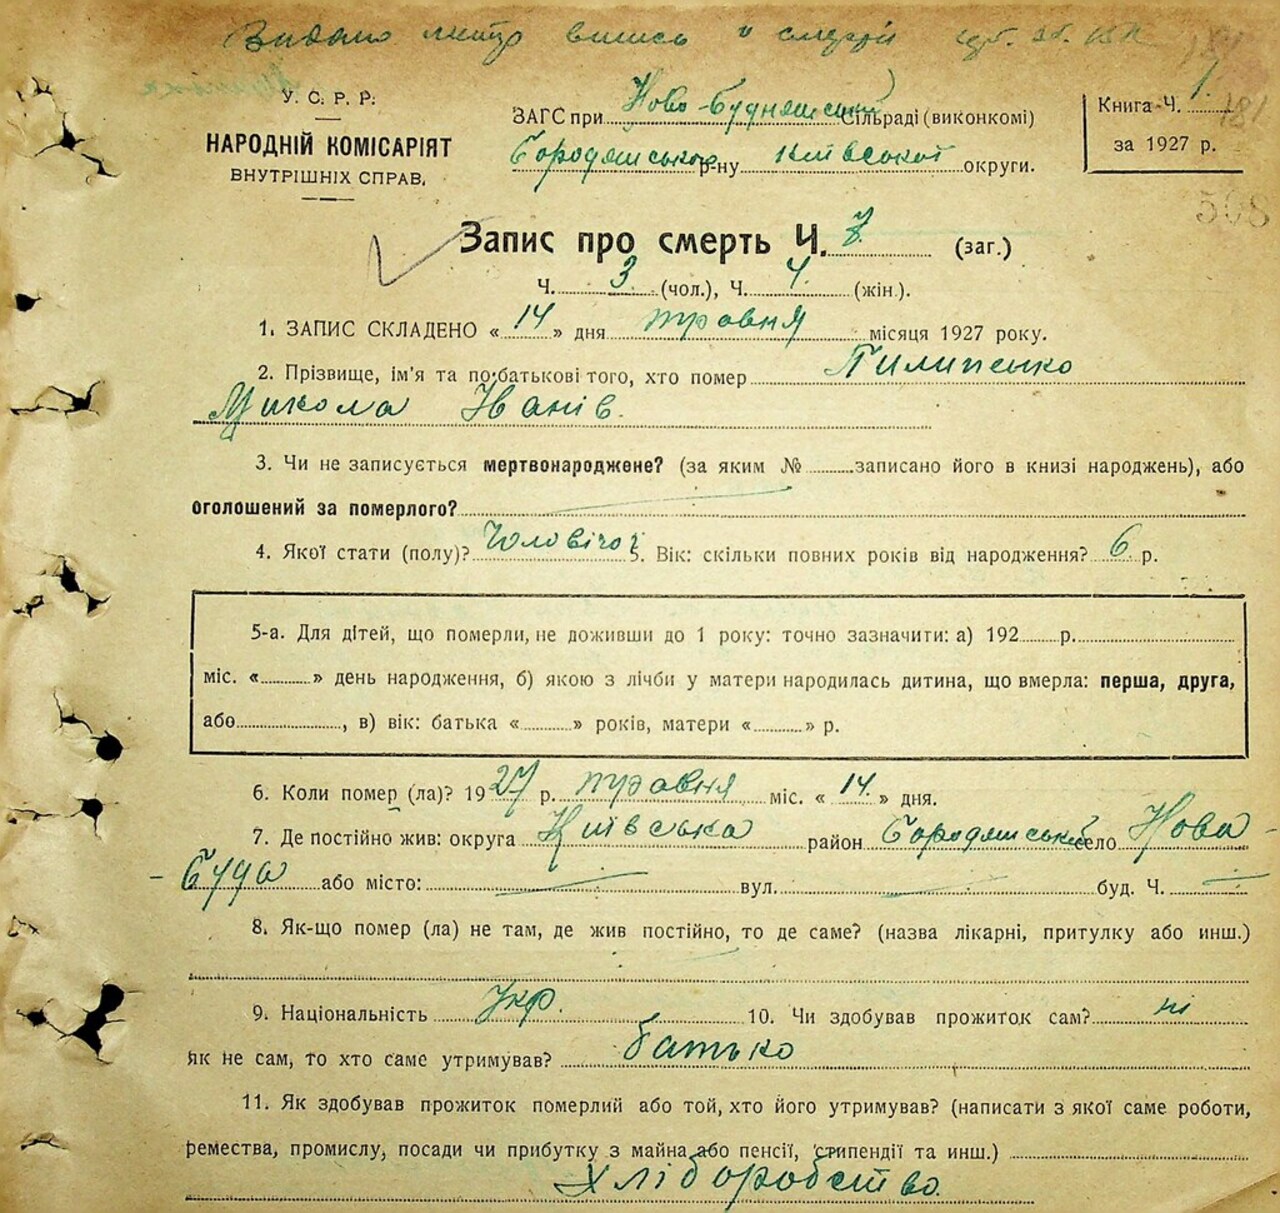 Видано витяг в смерті
У. С. Р. Р.
НАРОДНІЙ КОМІСАРІЯТ
ВНУТРІШНІХ СПРАВ.
ЗАГС при Ново-Буднянській Сільраді (виконкомі)
Бородянського р-ну Київської округи.
Книга Ч. 1
за 1927 р.
181
508
Запис про смерть Ч. 7 (заг.)
Ч. 3 (чол.), Ч. 4 (жін.).
1. ЗАПИС СКЛАДЕНО « 14 » дня травня місяця 1927 року.
2. Прізвище, ім'я та по батькові того, хто помер Пилипенко
Микола Іванів.
3. Чи не записується мертвонароджене? (за яким № записано його в книзі народжень), або
оголошений за померлого?
4. Якої стати (полу)? Чоловічої 5. Вік: скільки повних років від народження? 6 р.
5-а. Для дітей, що померли, не доживши до 1 року: точно зазначити: а) 192 р.
міс. « » день народження, б) якою з лічби у матери народилась дитина, що вмерла: перша, друга,
або , в) вік: батька « » років, матери « » р.
6. Коли помер (ла)? 1927 р. травня міс. « 14 » дня.
7. Де постійно жив: округа Київська район Бородянський село Нова-
-Буда або місто: вул. буд. Ч.
8. Як-що помер (ла) не там, де жив постійно, то де саме? (назва лікарні, притулку або инш.)
9. Національність Укр. 10. Чи здобував прожиток сам? ні
Як не сам, то хто саме утримував? батько
11. Як здобував прожиток померлий або той, хто його утримував? (написати з якої саме роботи,
ремества, промислу, посади чи прибутку з майна або пенсії, стипендії та инш.)
Хліборобство